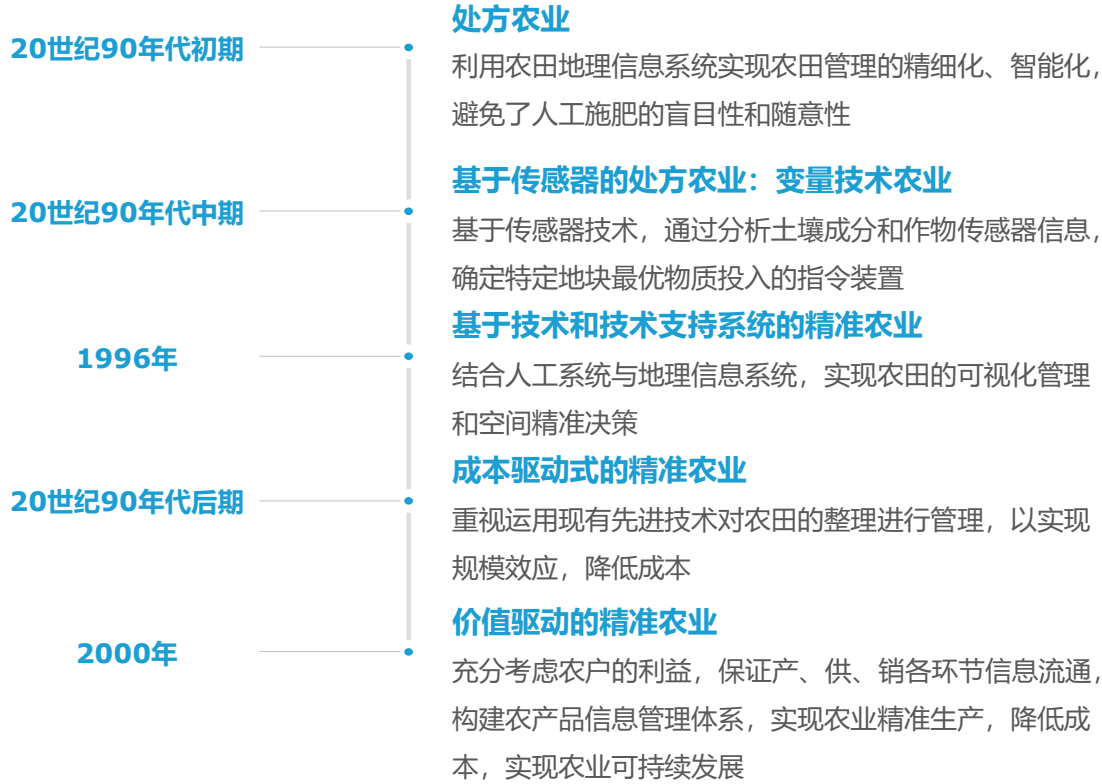 处方农业
20世纪90年代初期
利用农田地理信息系统实现农田管理的精细化、智能化，
避免了人工施肥的盲目性和随意性
基于传感器的处方农业：变量技术农业
20世纪90年代中期
基于传感器技术，通过分析土壤成分和作物传感器信息，
确定特定地块最优物质投入的指令装置
基于技术和技术支持系统的精准农业
1996年
结合人工系统与地理信息系统，实现农田的可视化管理
和空间精准决策
成本驱动式的精准农业
20世纪90年代后期
重视运用现有先进技术对农田的整理进行管理，以实现
规模效应，降低成本
价值驱动的精准农业
2000年
充分考虑农户的利益，保证产、供、销各环节信息流通，
构建农产品信息管理体系，实现农业精准生产，降低成
本，实现农业可持续发展